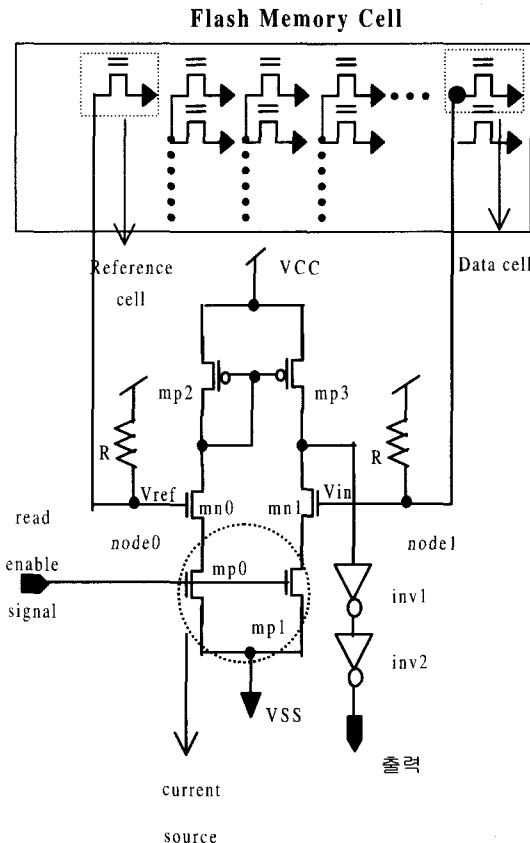 Flash Memory Cell
Reference
cell
VCC
Data cell
mp2
mp3
R
R
Vref
mn0
mn1
Vin
read
node0
node1
enable
mp0
signal
inv1
mp1
inv2
VSS
출력
current
source